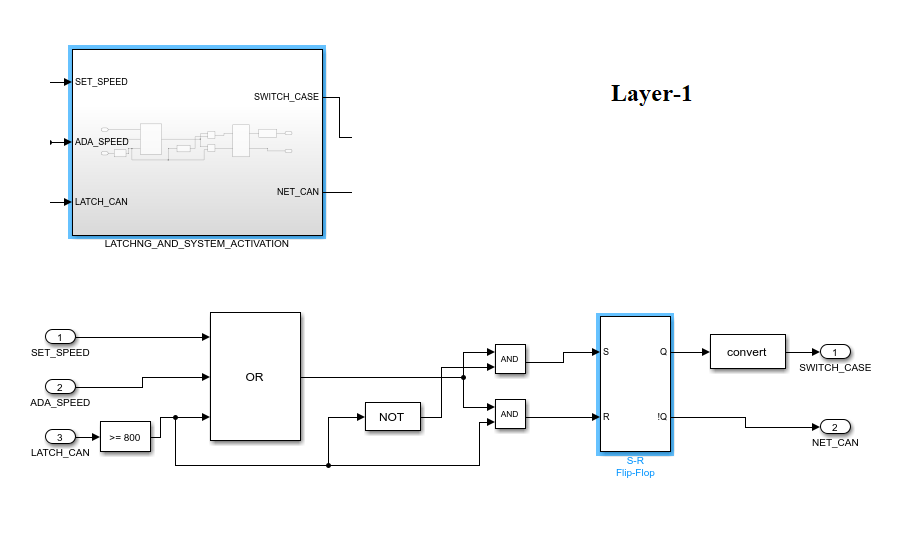 SET_SPEED
SWITCH_CASE
Layer-1
ADA_SPEED
NET_CAN
LATCH_CAN
LATCHNG_AND_SYSTEM_ACTIVATION
1
SET_SPEED
2
ADA_SPEED
3
LATCH_CAN
>= 800
OR
NOT
AND
AND
S
Q
R
!Q
S-R
Flip-Flop
convert
1
SWITCH_CASE
2
NET_CAN